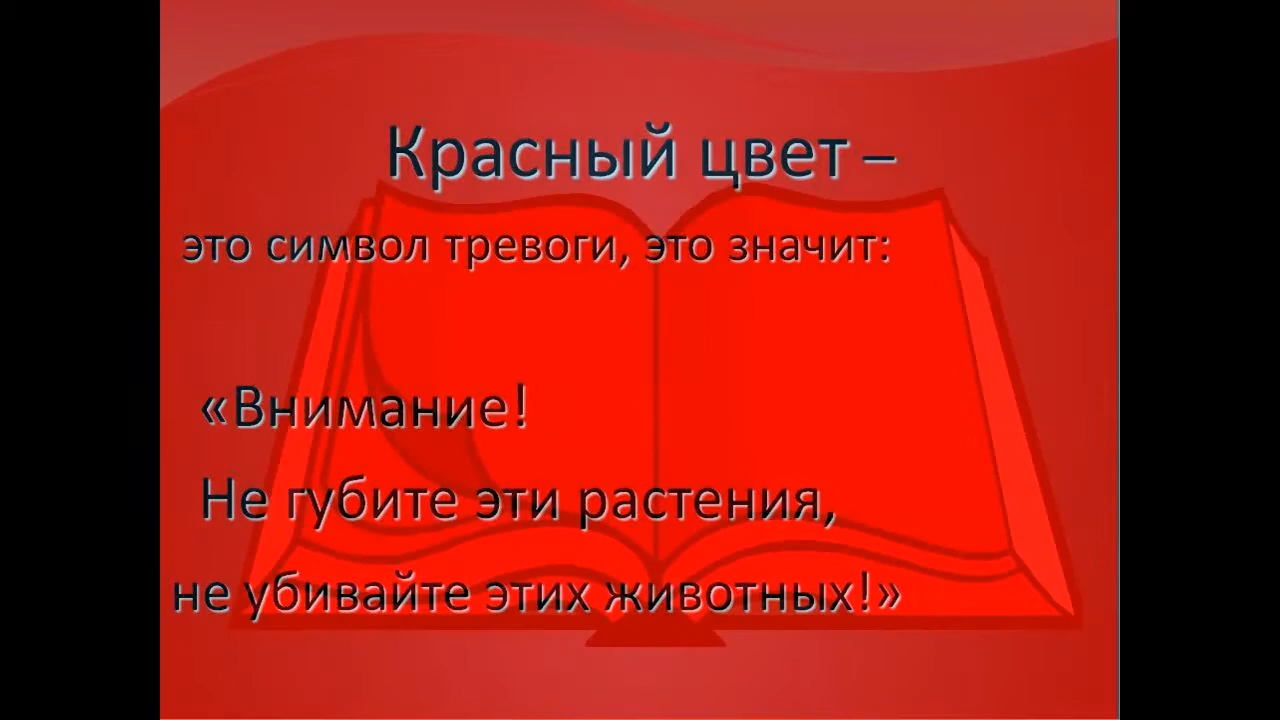 Красный цвет –
это символ тревоги, это значит:
«Внимание!
Не губите эти растения,
не убивайте этих животных!»